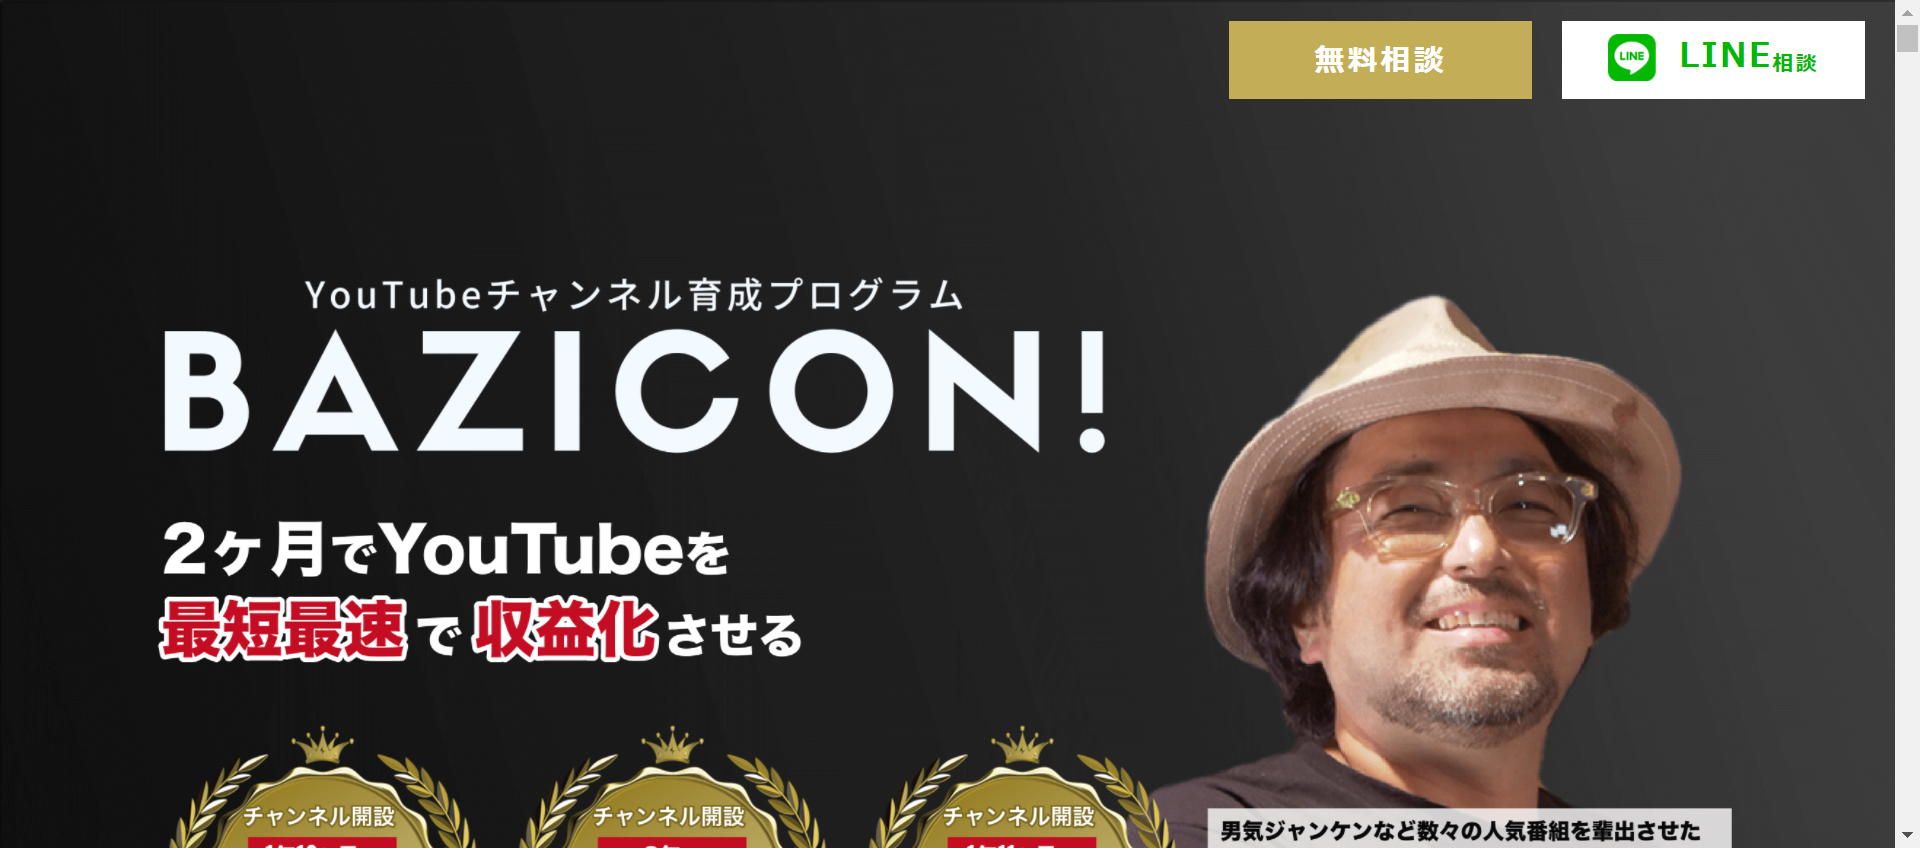 無料相談
LINE
LINE相談
YouTubeチャンネル育成プログラム
BAZICON!
2ヶ月でYouTubeを
最短最速で収益化させる
チャンネル開設
チャンネル開設
チャンネル開設
男気ジャンケンなど数々の人気番組を輩出させた